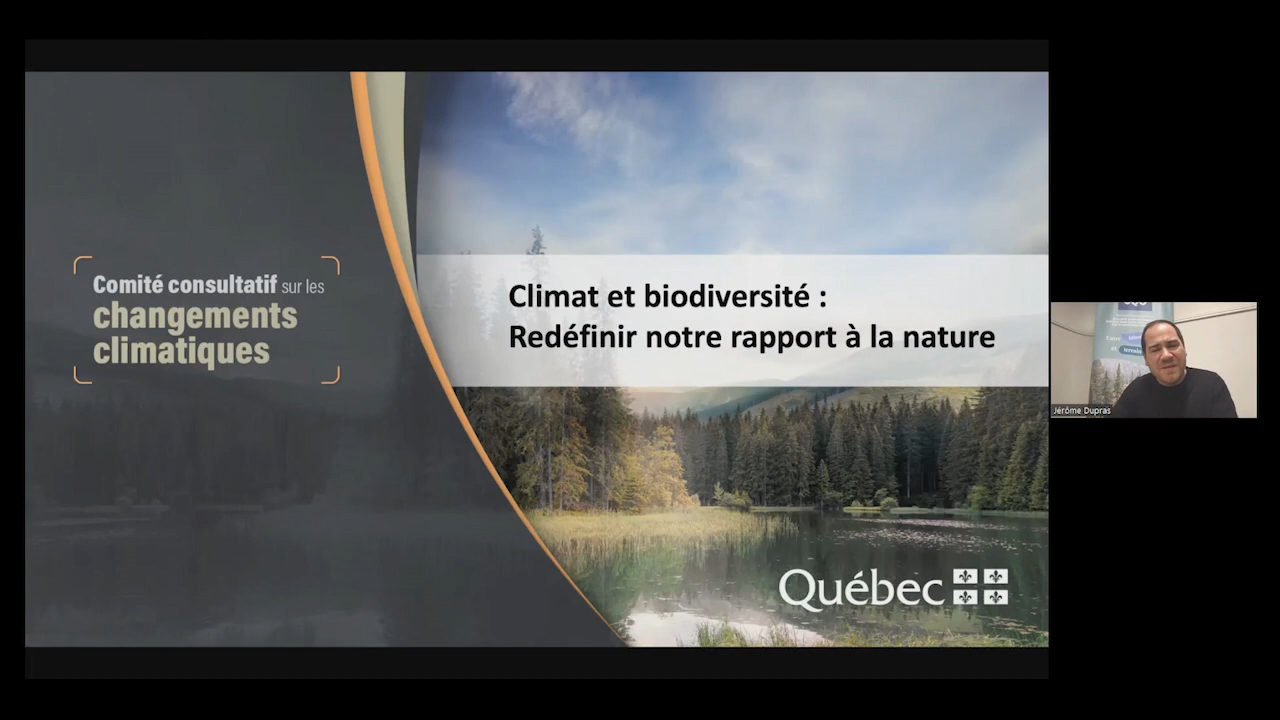 Comité consultatif sur les
changements
climatiques
Climat et biodiversité :
Redéfinir notre rapport à la nature
Québec
Jérôme Dupras